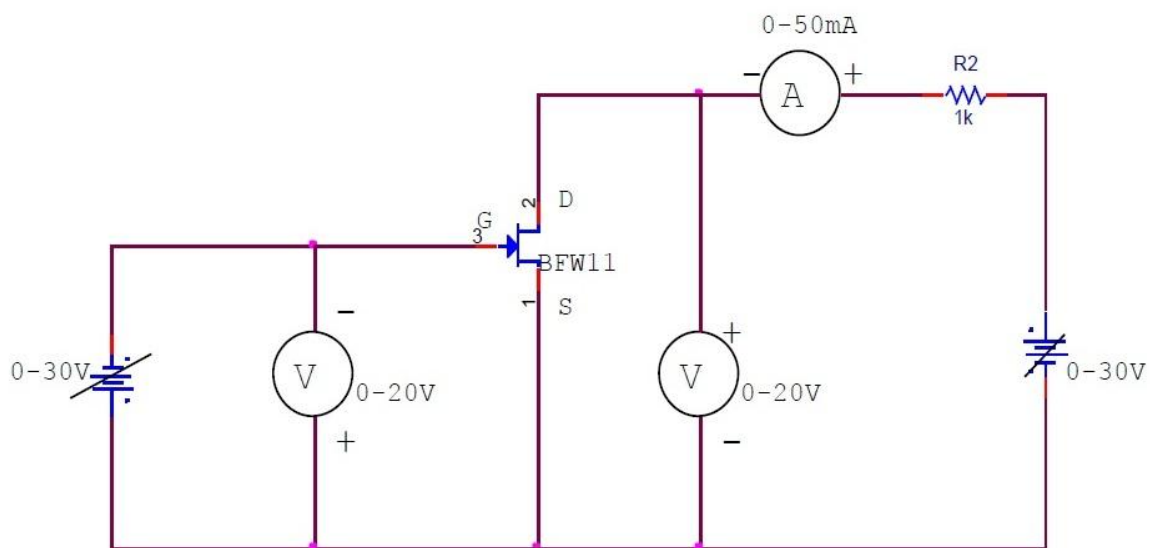 0-50mA
- A +
R2
1k
2 D
G
3
BFW11
1 S
0-30V
-
V
0-20V
+
+
V
0-20V
-
0-30V